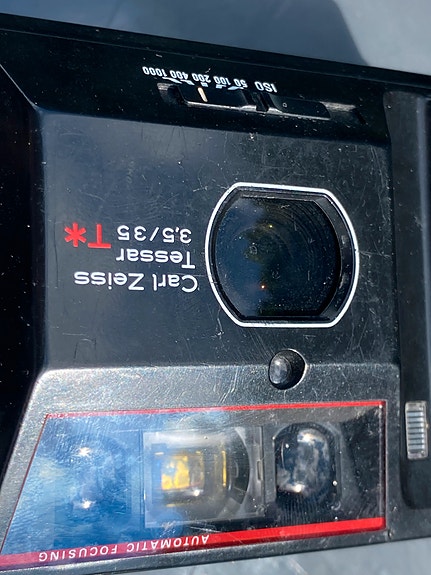 AUTOMATIC FOCUSING
Carl Zeiss
Tessar
3,5/35 T*
ISO 50 100 200 400 1000